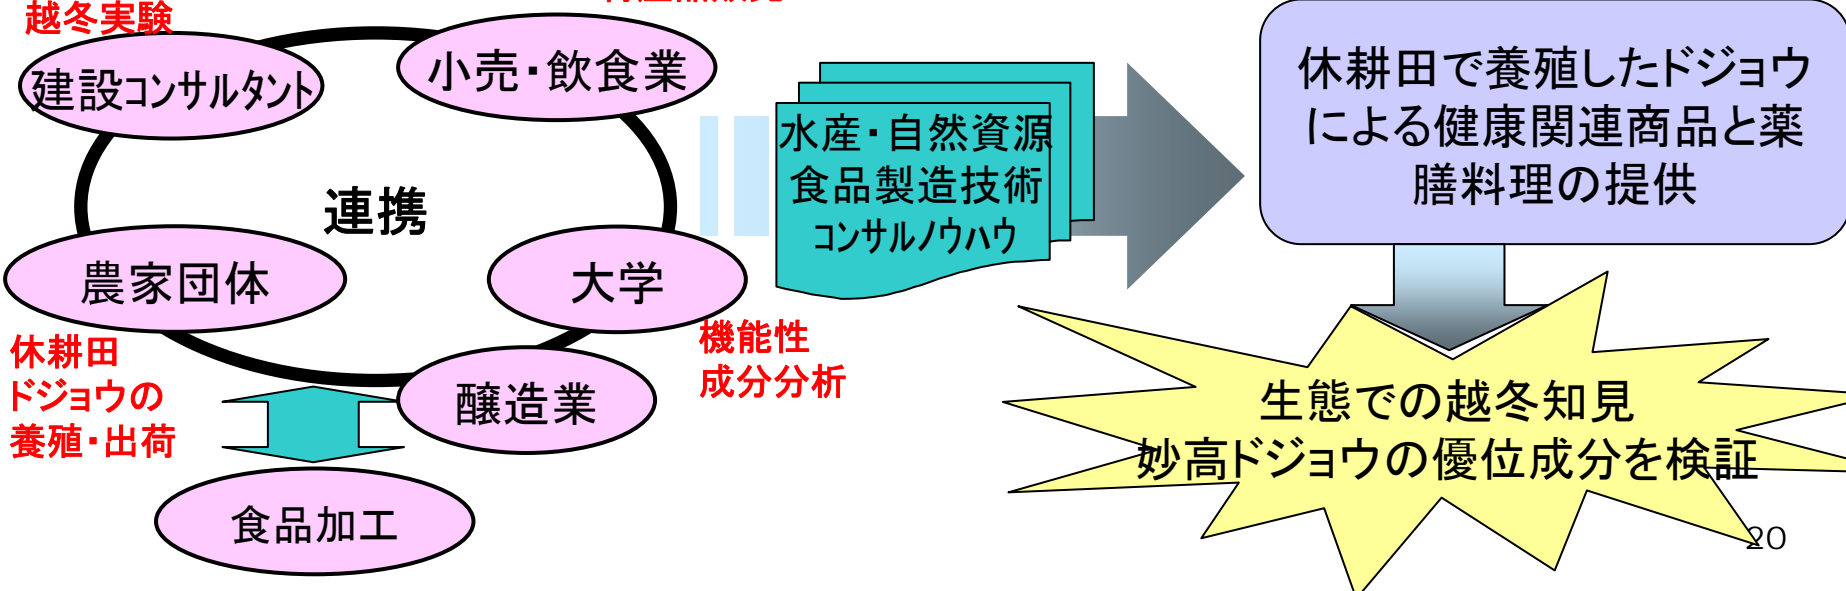 越冬実験
建設コンサルタント
小売・飲食業
連携
農家団体
大学
醸造業
食品加工
休耕田
ドジョウの
養殖・出荷
機能性
成分分析
水産・自然資源
食品製造技術
コンサルノウハウ
休耕田で養殖したドジョウ
による健康関連商品と薬
膳料理の提供
生態での越冬知見
妙高ドジョウの優位成分を検証
20